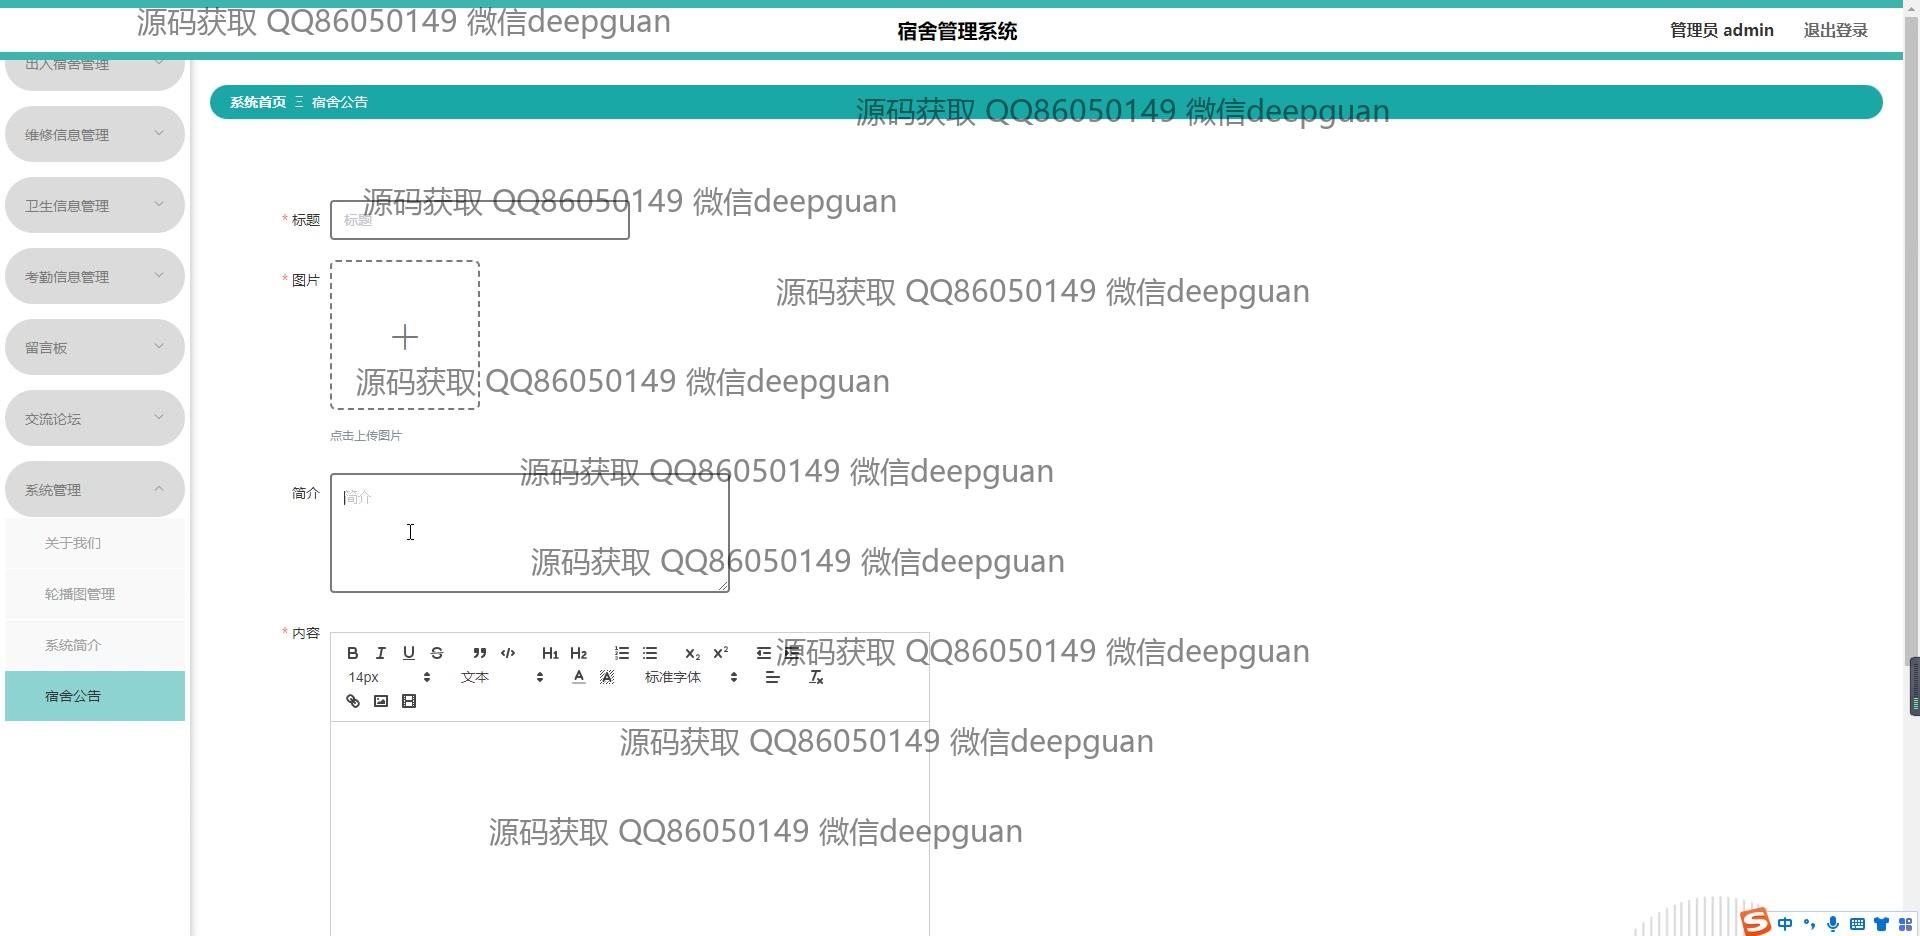 源码获取 QQ86050149 微信deepguan
宿舍管理系统
管理员 admin
退出登录
出入宿舍管理
系统首页
宿舍公告
源码获取 QQ86050149 微信deepguan
维修信息管理
卫生信息管理
源码获取 QQ86050149 微信deepguan
* 标题
标题
考勤信息管理
* 图片
源码获取 QQ86050149 微信deepguan
留言板
源码获取 QQ86050149 微信deepguan
交流论坛
点击上传图片
源码获取 QQ86050149 微信deepguan
系统管理
简介
简介
关于我们
源码获取 QQ86050149 微信deepguan
轮播图管理
* 内容
系统简介
B I U S H1 H2 X2 X2
源码获取 QQ86050149 微信deepguan
14px 文本 A A 标准字体 Tx
宿舍公告
源码获取 QQ86050149 微信deepguan
源码获取 QQ86050149 微信deepguan
S 中